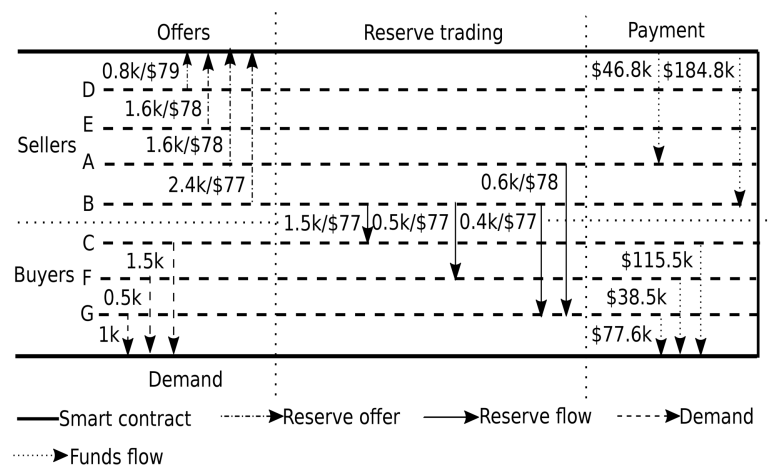 Offers Reserve trading Payment
0.8k/$79 $46.8k $184.8k
D
1.6k/$78
E
Sellers 1.6k/$78
A
2.4k/$77 0.6k/$78
B
1.5k/$77 0.5k/$77 0.4k/$77
C
1.5k $115.5k
Buyers F
0.5k $38.5k
G
1k $77.6k
Demand
Smart contract Reserve offer Reserve flow Demand
Funds flow